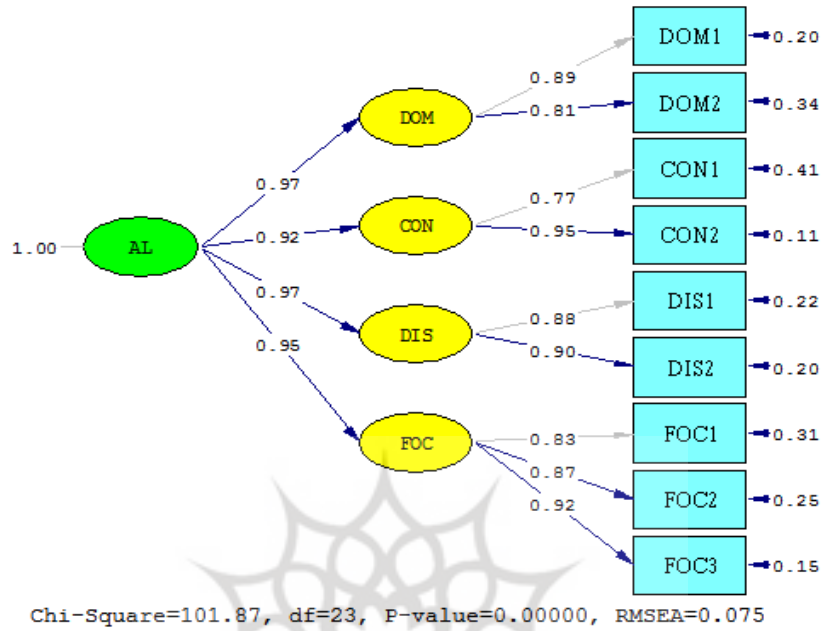 DOM1
0.20
0.89
DOM
DOM2
0.34
0.81
CON1
0.41
0.97
0.77
CON
0.92
CON2
0.11
0.95
1.00
AL
DIS1
0.22
0.97
0.88
DIS
0.95
0.90
DIS2
0.20
FOC1
0.31
FOC
0.83
0.87
FOC2
0.25
0.92
FOC3
0.15
Chi-Square=101.87, df=23, P-value=0.00000, RMSEA=0.075